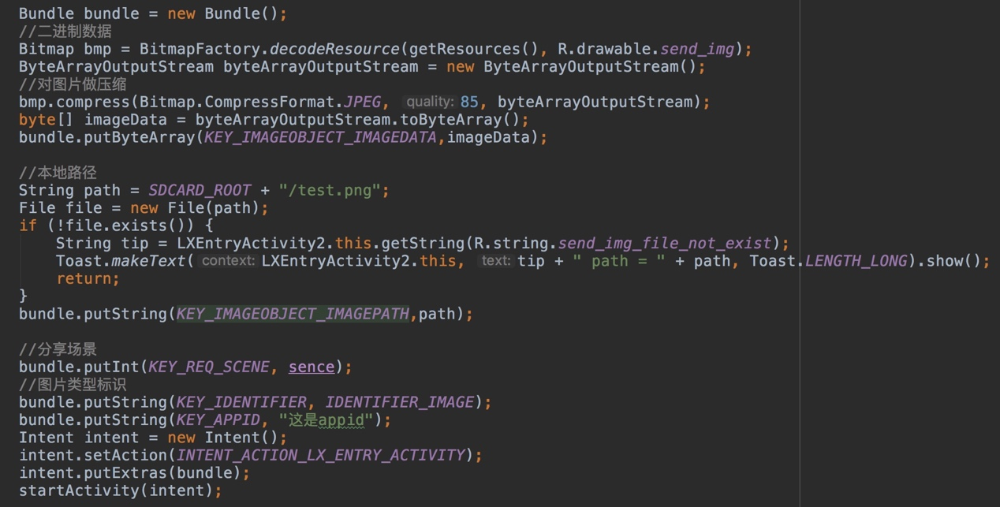 Bundle bundle = new Bundle();
//二进制数据
Bitmap bmp = BitmapFactory.decodeResource(getResources(), R.drawable.send_img);
ByteArrayOutputStream byteArrayOutputStream = new ByteArrayOutputStream();
//对图片做压缩
bmp.compress(Bitmap.CompressFormat.JPEG, quality: 85, byteArrayOutputStream);
byte[] imageData = byteArrayOutputStream.toByteArray();
bundle.putByteArray(KEY_IMAGEOBJECT_IMAGEDATA,imageData);
//本地路径
String path = SDCARD_ROOT + "/test.png";
File file = new File(path);
if (!file.exists()) {
    String tip = LXEntryActivity2.this.getString(R.string.send_img_file_not_exist);
    Toast.makeText( context: LXEntryActivity2.this, text: tip + " path = " + path, Toast.LENGTH_LONG).show();
    return;
}
bundle.putString(KEY_IMAGEOBJECT_IMAGEPATH,path);
//分享场景
bundle.putInt(KEY_REQ_SCENE, sence);
//图片类型标识
bundle.putString(KEY_IDENTIFIER, IDENTIFIER_IMAGE);
bundle.putString(KEY_APPID, "这是appid");
Intent intent = new Intent();
intent.setAction(INTENT_ACTION_LX_ENTRY_ACTIVITY);
intent.putExtras(bundle);
startActivity(intent);